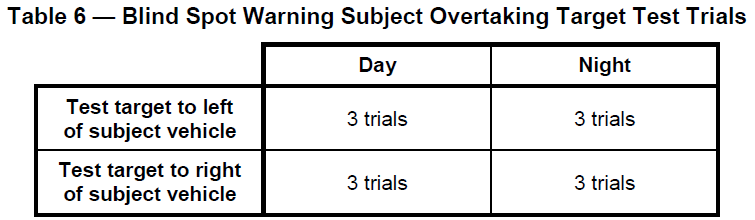 Table 6 — Blind Spot Warning Subject Overtaking Target Test Trials
Day Night
Test target to left
of subject vehicle
3 trials 3 trials
Test target to right
of subject vehicle
3 trials 3 trials